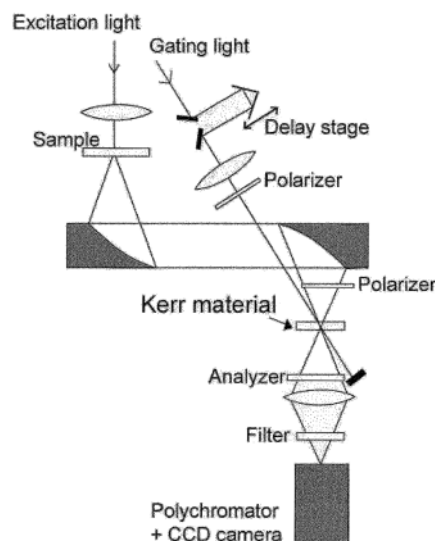 Excitation light
Gating light
Delay stage
Sample
Polarizer
Polarizer
Kerr material
Analyzer
Filter
Polychromator
+ CCD camera